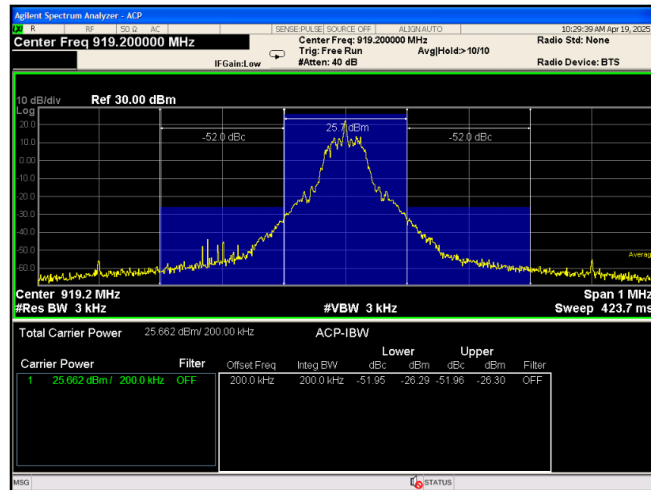 Agilent Spectrum Analyzer - ACP
R RF 50 Ω AC SENSE:PULSE SOURCE OFF ALIGN AUTO 10:29:39 AM Apr 19, 2025
Center Freq 919.200000 MHz Center Freq: 919.200000 MHz Radio Std: None
Trig: Free Run Avg|Hold:>10/10
IFGain:Low #Atten: 40 dB Radio Device: BTS
10 dB/div Ref 30.00 dBm
Log
20.0
10.0
0.00
-10.0
-20.0
-30.0
-40.0
-50.0
-60.0
-52.0 dBc 25.7 dBm -52.0 dBc
Average
Center 919.2 MHz Span 1 MHz
#Res BW 3 kHz #VBW 3 kHz Sweep 423.7 ms
Total Carrier Power 25.662 dBm/ 200.00 kHz ACP-IBW
Lower Upper
Carrier Power Filter Offset Freq Integ BW dBc dBm dBc dBm Filter
1 25.662 dBm / 200.0 kHz OFF 200.0 kHz 200.0 kHz -51.95 -26.29 -51.96 -26.30 OFF
MSG STATUS